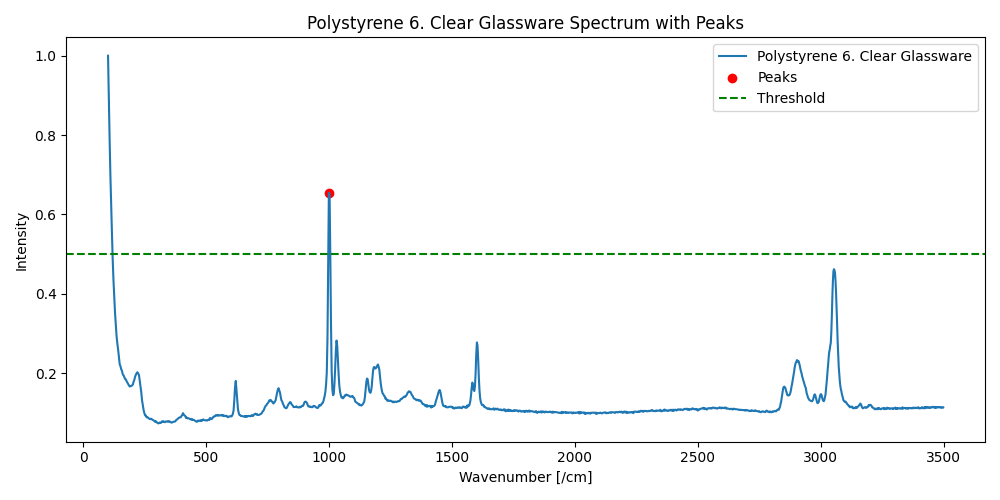 Polystyrene 6. Clear Glassware Spectrum with Peaks
Polystyrene 6. Clear Glassware
Peaks
Threshold
Intensity
1.0
0.8
0.6
0.4
0.2
0 500 1000 1500 2000 2500 3000 3500
Wavenumber [/cm]